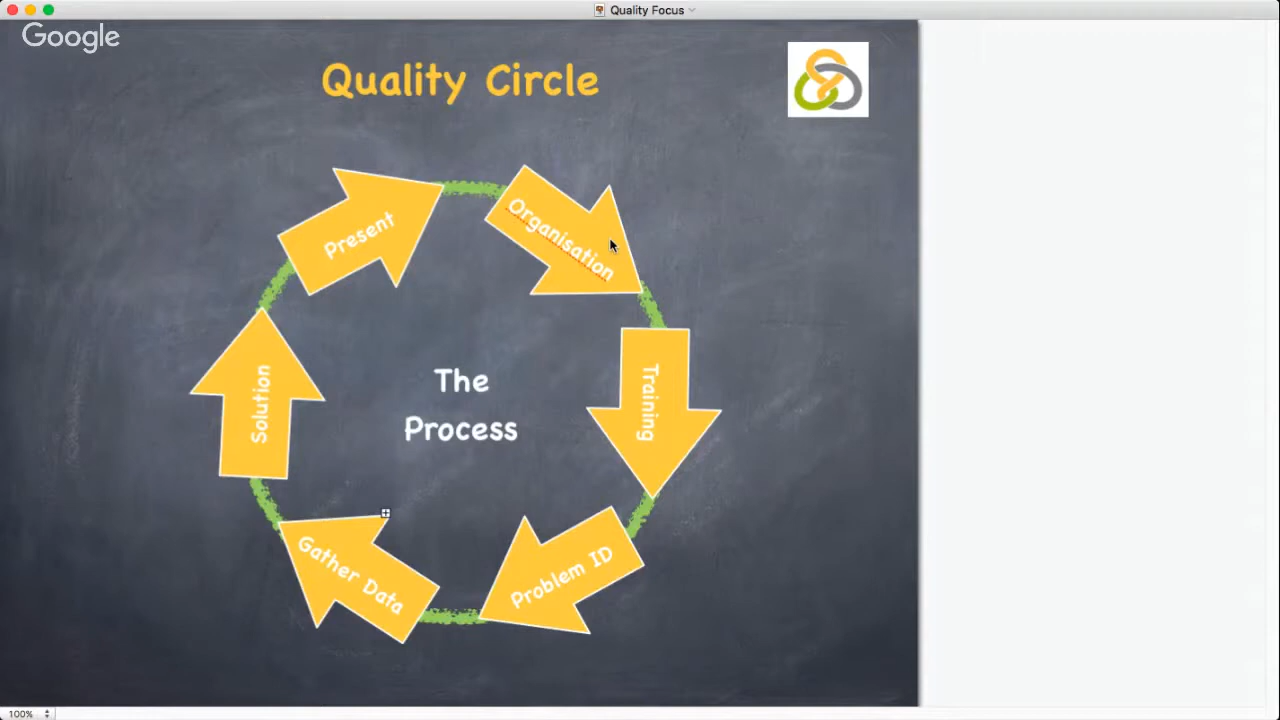 Quality Focus
Google
Quality Circle
Present
Organisation
The
Process
Training
Solution
Gather Data
Problem ID
100%